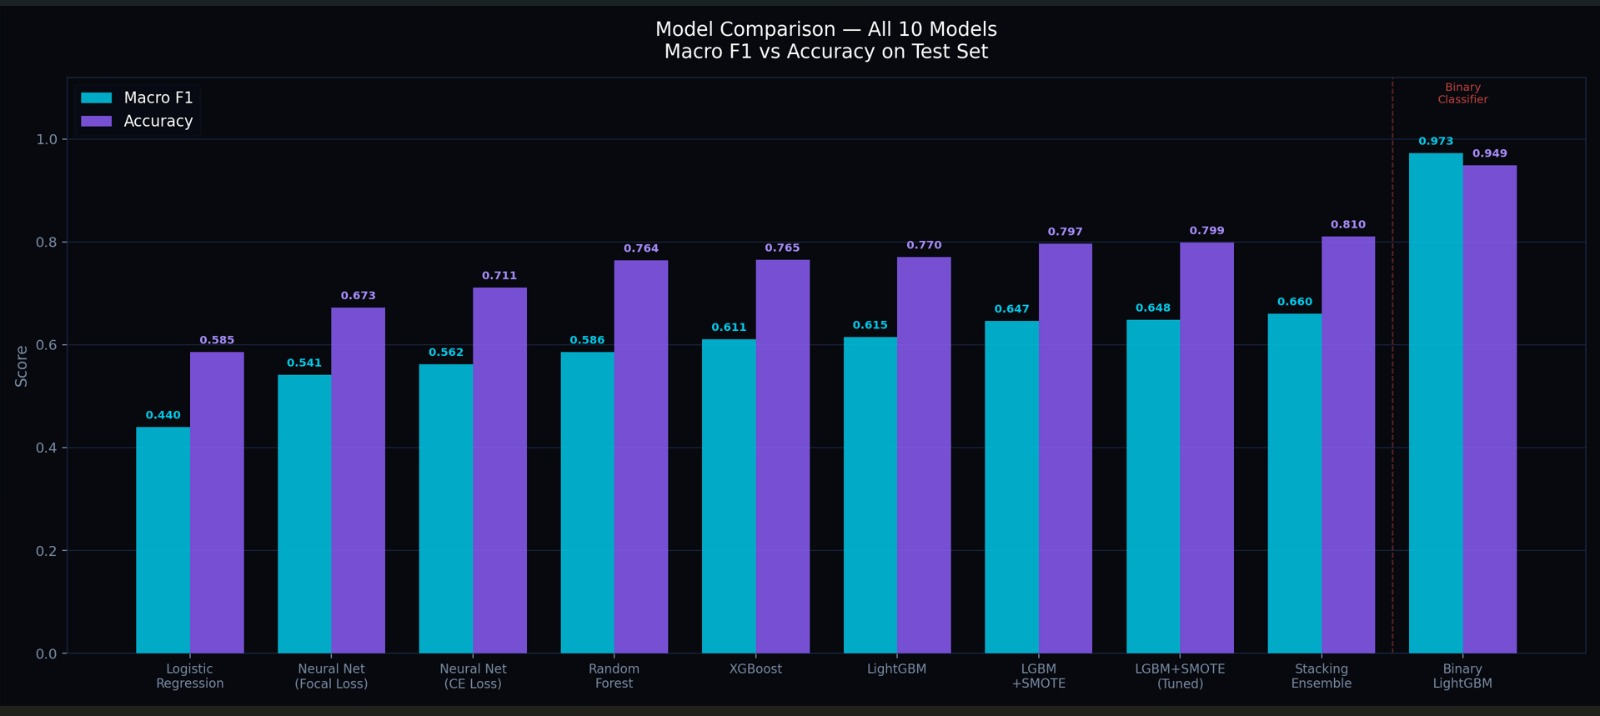 Model Comparison — All 10 Models
Macro F1 vs Accuracy on Test Set
Macro F1
Accuracy
Binary
Classifier
Score
1.0
0.8
0.6
0.4
0.2
0.0
0.440
0.585
0.541
0.673
0.562
0.711
0.586
0.764
0.611
0.765
0.615
0.770
0.647
0.797
0.648
0.799
0.660
0.810
0.973
0.949
Logistic
Regression
Neural Net
(Focal Loss)
Neural Net
(CE Loss)
Random
Forest
XGBoost
LightGBM
LGBM
+SMOTE
LGBM+SMOTE
(Tuned)
Stacking
Ensemble
Binary
LightGBM